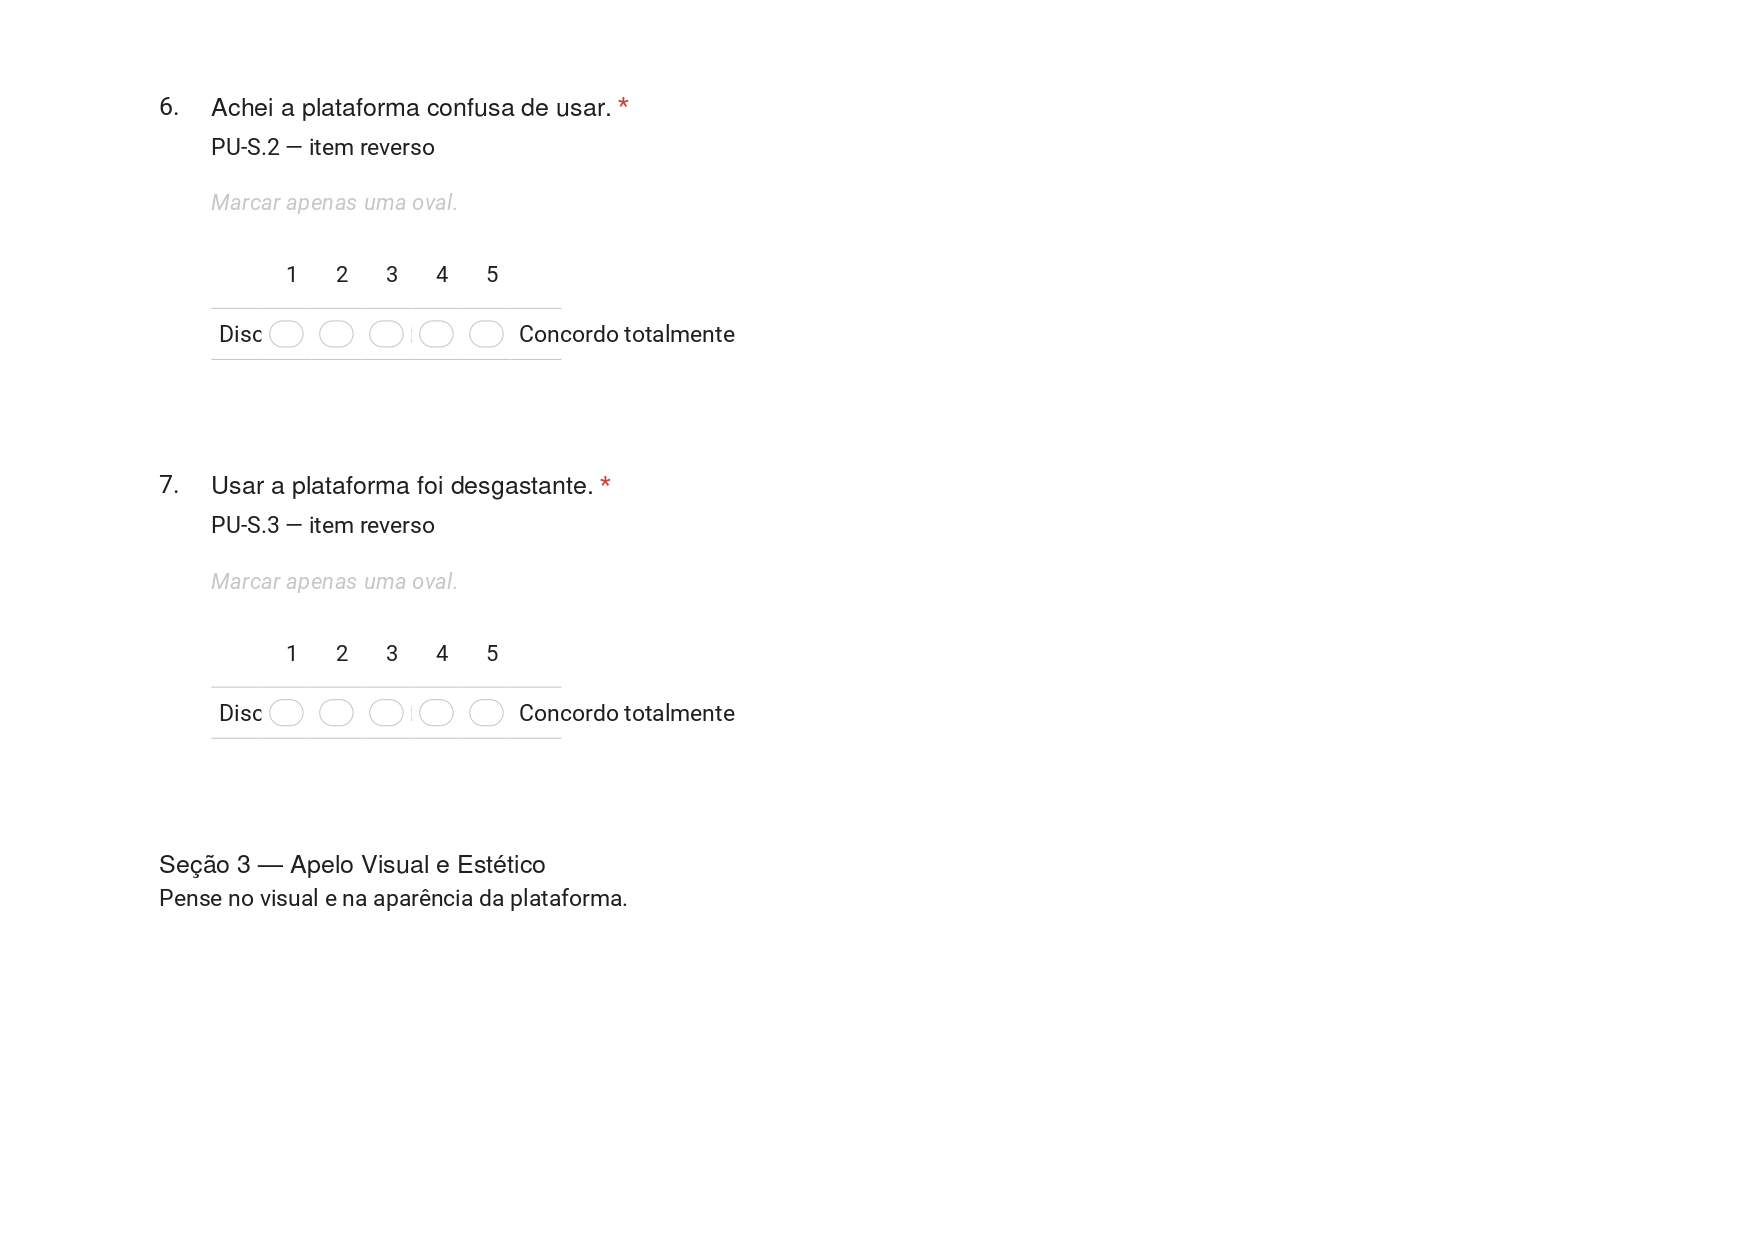 6. Achei a plataforma confusa de usar. *
PU-S.2 — item reverso
Marcar apenas uma oval.
1 2 3 4 5
Disc Concordo totalmente
7. Usar a plataforma foi desgastante. *
PU-S.3 — item reverso
Marcar apenas uma oval.
1 2 3 4 5
Disc Concordo totalmente
Seção 3 — Apelo Visual e Estético
Pense no visual e na aparência da plataforma.